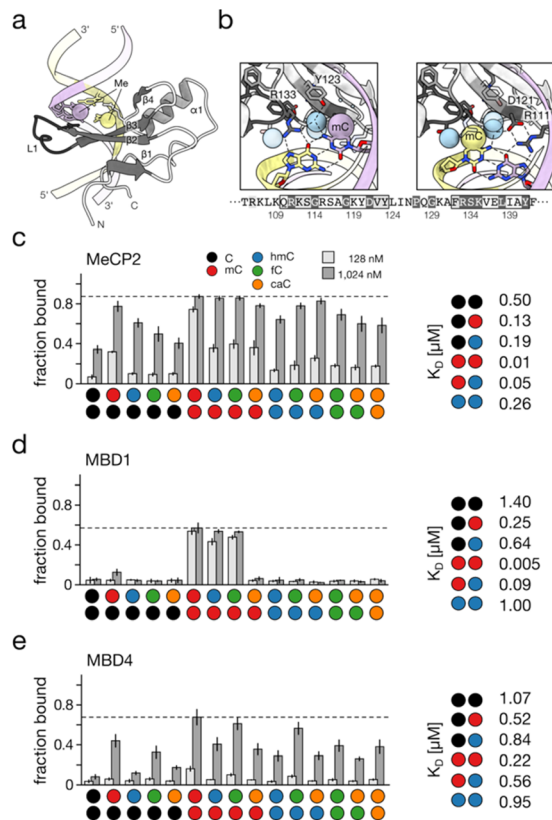 a
3'
5'
Me
β4
α1
β3
β2
L1
β1
5'
3'
C
N
b
Y123
R133
mC
D121
R111
mC
···TRKLKQRKSGRSAGKYDVYLINPQGKAFRSKVELIAYF···
109 114 119 124 129 134 139
c
MeCP2
C
mC
hmC
fC
caC
128 nM
1,024 nM
fraction bound
0.8
0.4
0
K_D [µM]
0.50
0.13
0.19
0.01
0.05
0.26
d
MBD1
fraction bound
0.8
0.4
0
K_D [µM]
1.40
0.25
0.64
0.005
0.09
1.00
e
MBD4
fraction bound
0.8
0.4
0
K_D [µM]
1.07
0.52
0.84
0.22
0.56
0.95